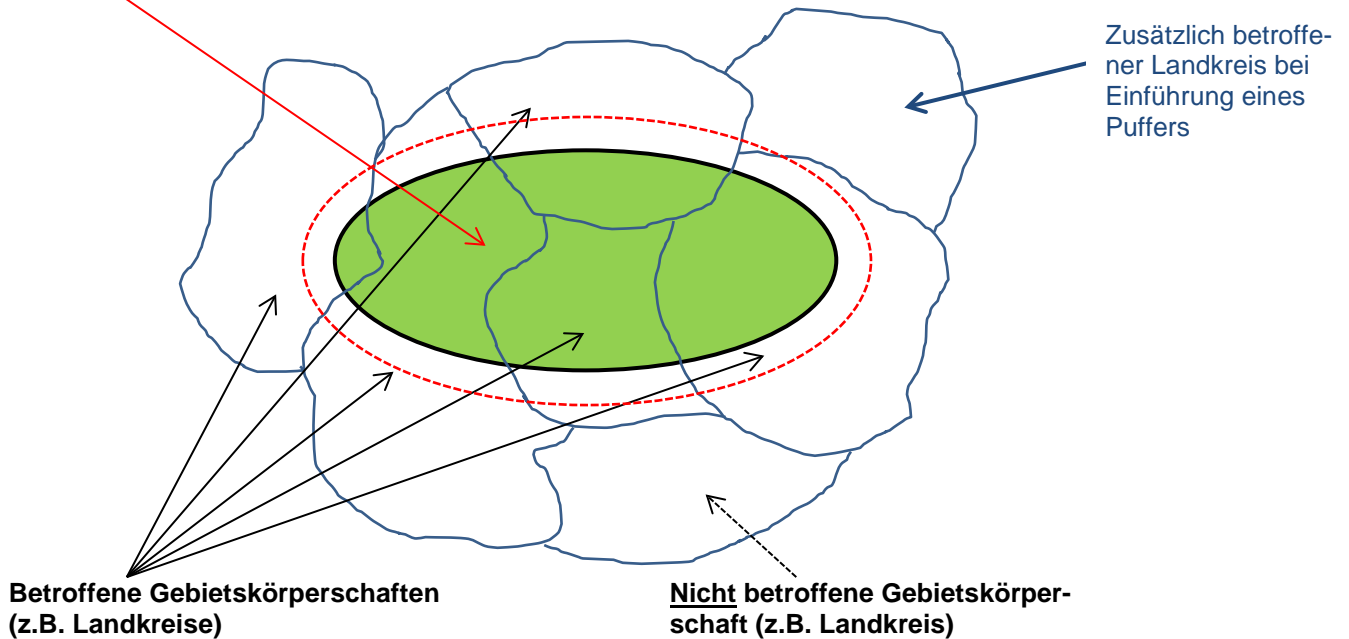 Zusätzlich betroffe-
ner Landkreis bei
Einführung eines
Puffers
Betroffene Gebietskörperschaften
(z.B. Landkreise)
Nicht betroffene Gebietskörper-
schaft (z.B. Landkreis)